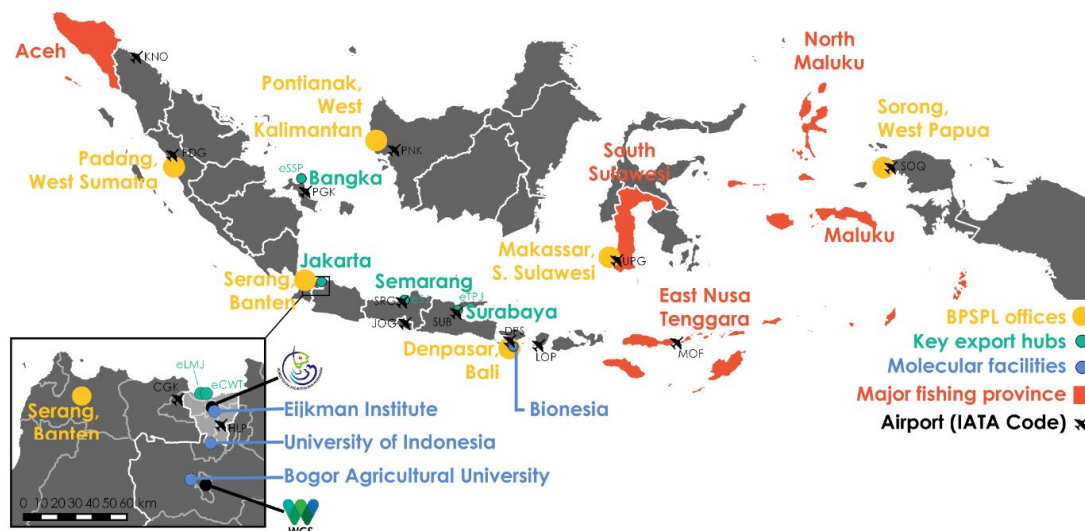 Aceh
KNO
Pontianak,
West
Kalimantan
PNK
North
Maluku
Sorong,
West Papua
SOQ
Padang,
West Sumatra
PDG
eSSP
Bangka
PGK
South
Sulawesi
Maluku
Makassar,
S. Sulawesi
UPG
Jakarta
Serang,
Banten
Semarang
SRG
eTPJ
Surabaya
JOG
SUB
East Nusa
Tenggara
MOF
DPS
Denpasar,
Bali
LOP
Bionesia
BPSPL offices
Key export hubs
Molecular facilities
Major fishing province
Airport (IATA Code)
eLMJ
eCWT
CGK
Serang,
Banten
HLP
Eijkman Institute
University of Indonesia
Bogor Agricultural University
0 10 20 30 40 50 60 km
WCS